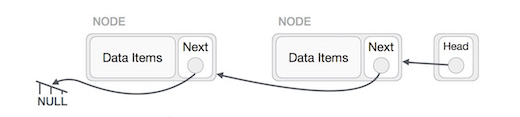 NODE
Data Items
Next
NODE
Data Items
Next
Head
NULL